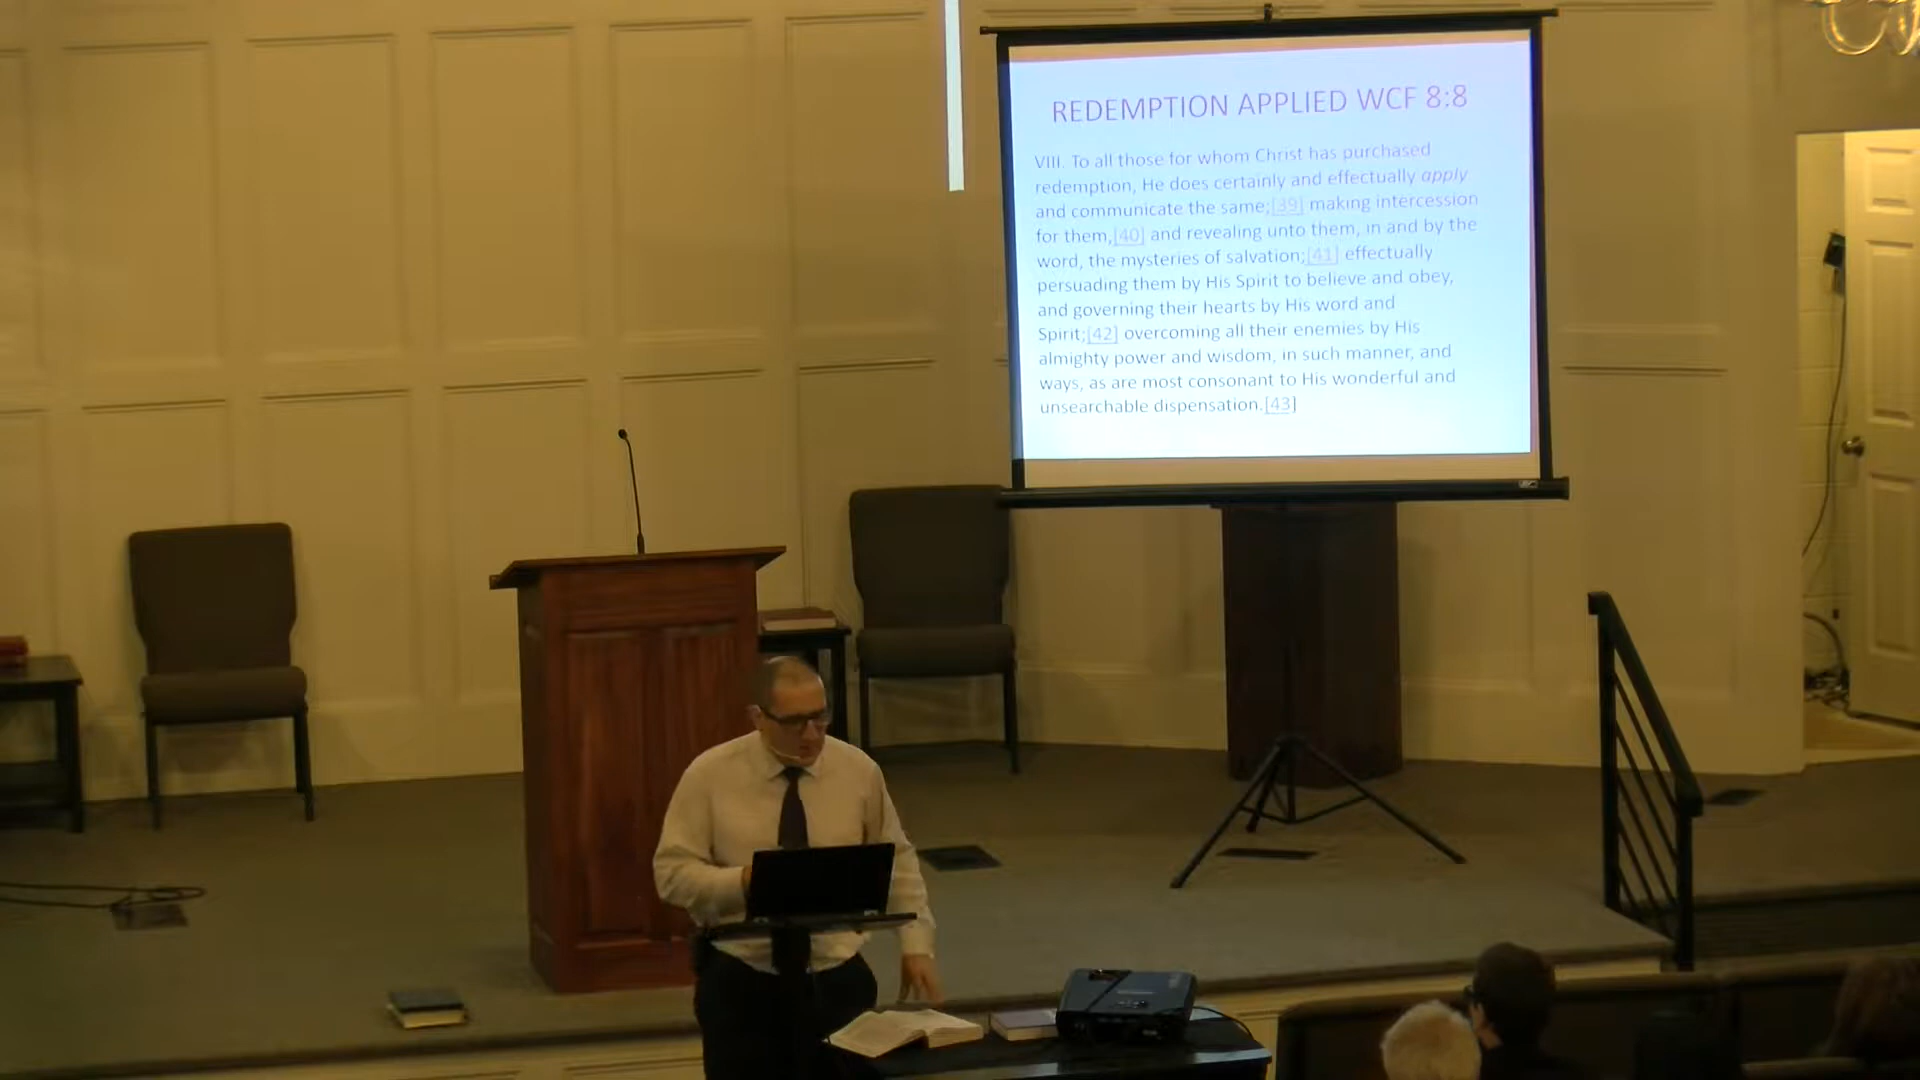 REDEMPTION APPLIED WCF 8:8
VIII. To all those for whom Christ has purchased
redemption, He does certainly and effectually apply
and communicate the same;[39] making intercession
for them,[40] and revealing unto them, in and by the
word, the mysteries of salvation;[41] effectually
persuading them by His Spirit to believe and obey,
and governing their hearts by His word and
Spirit;[42] overcoming all their enemies by His
almighty power and wisdom, in such manner, and
ways, as are most consonant to His wonderful and
unsearchable dispensation.[43]